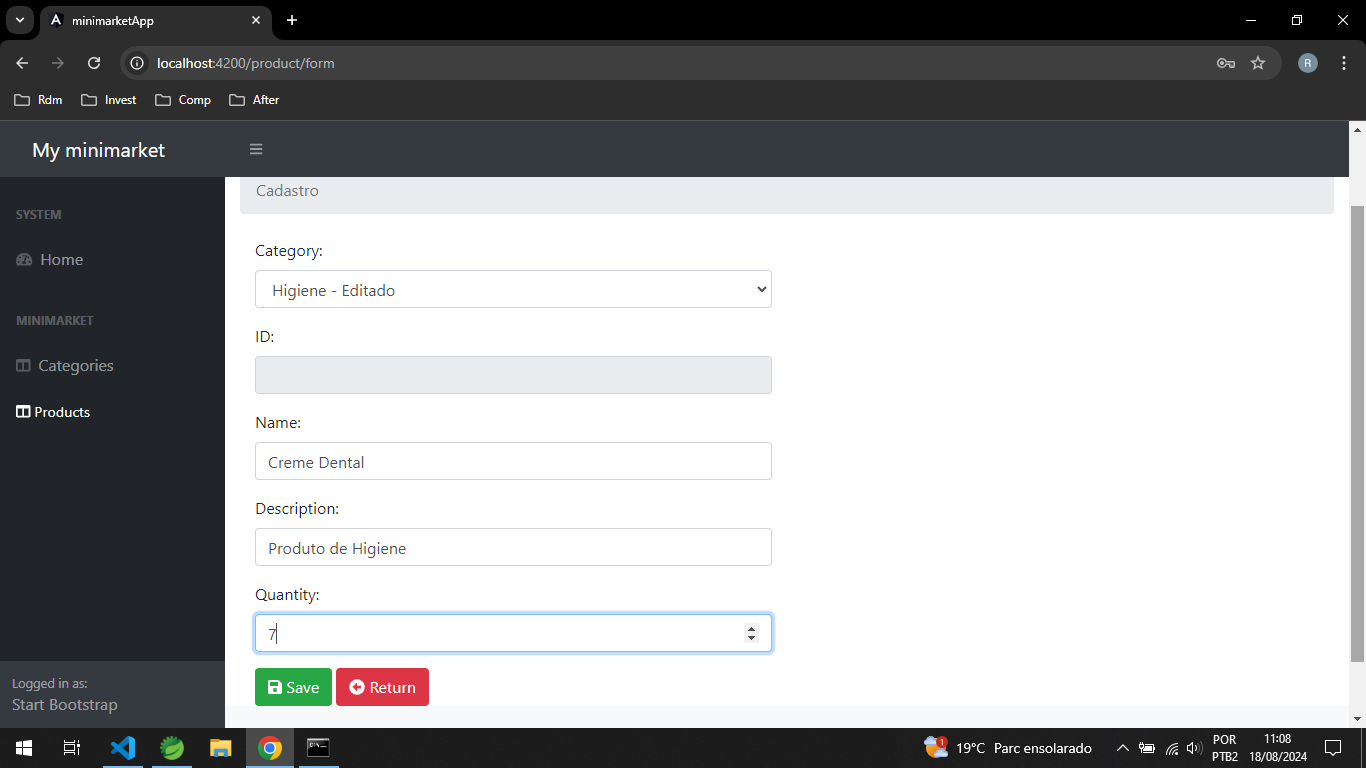 minimarketApp
localhost:4200/product/form
R
Rdm Invest Comp After
My minimarket
Cadastro
SYSTEM
Home
MINIMARKET
Categories
Products
Logged in as:
Start Bootstrap
Category:
Higiene - Editado
ID:
Name:
Creme Dental
Description:
Produto de Higiene
Quantity:
7
Save Return
1
19°C Parc ensolarado
POR
PTB2
11:08
18/08/2024